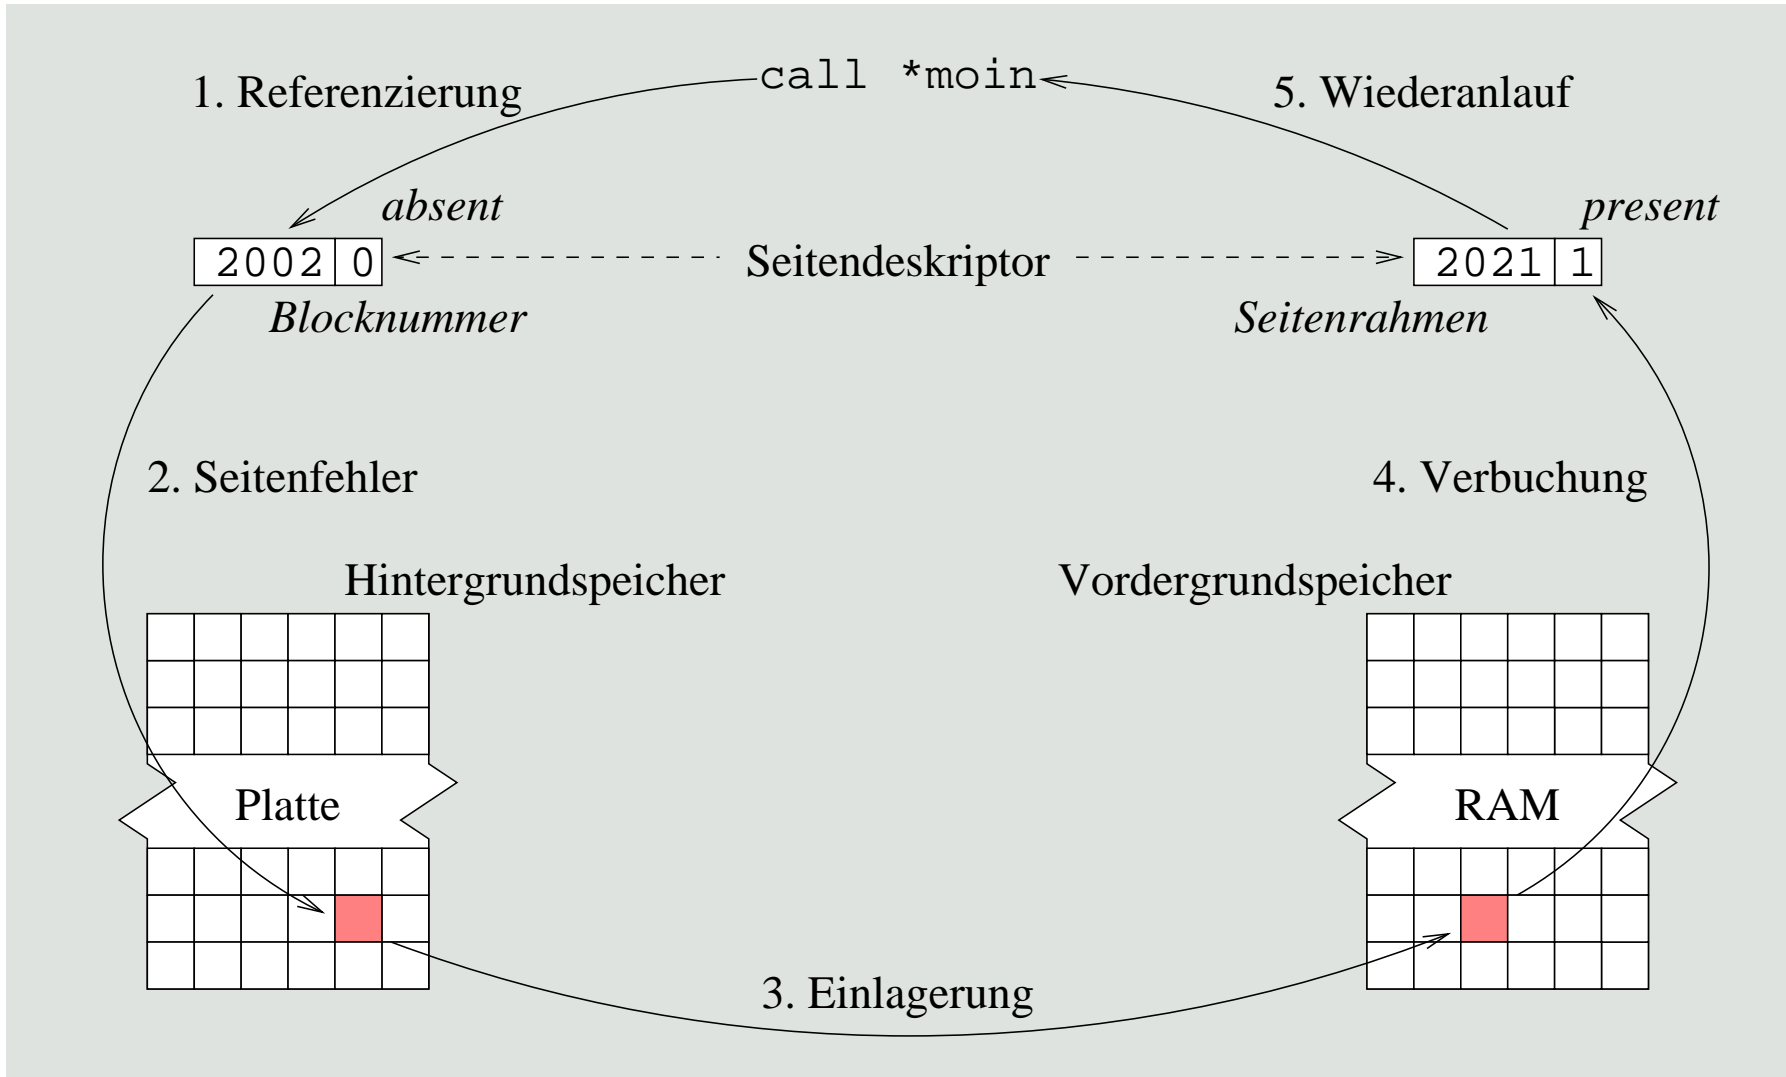 call *moin
1. Referenzierung
5. Wiederanlauf
absent
present
2002 0
Seitendeskriptor
2021 1
Blocknummer
Seitenrahmen
2. Seitenfehler
4. Verbuchung
Hintergrundspeicher
Vordergrundspeicher
Platte
RAM
3. Einlagerung